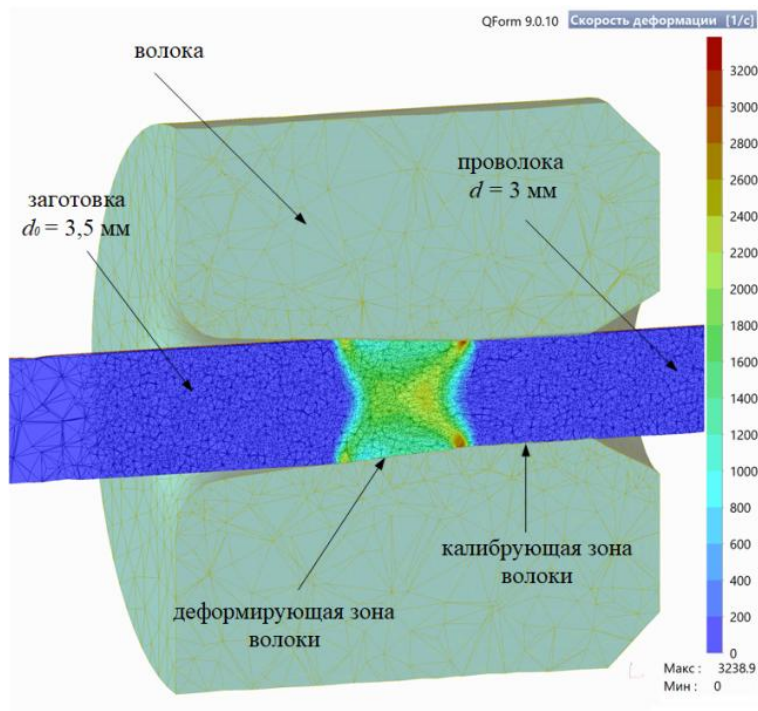 QForm 9.0.10
Скорость деформации [1/с]
волока
проволока
d = 3 мм
заготовка
d₀ = 3,5 мм
3200
3000
2800
2600
2400
2200
2000
1800
1600
1400
1200
1000
800
600
400
200
0
калибрующая зона
волоки
деформирующая зона
волоки
Макс : 3238.9
Мин : 0